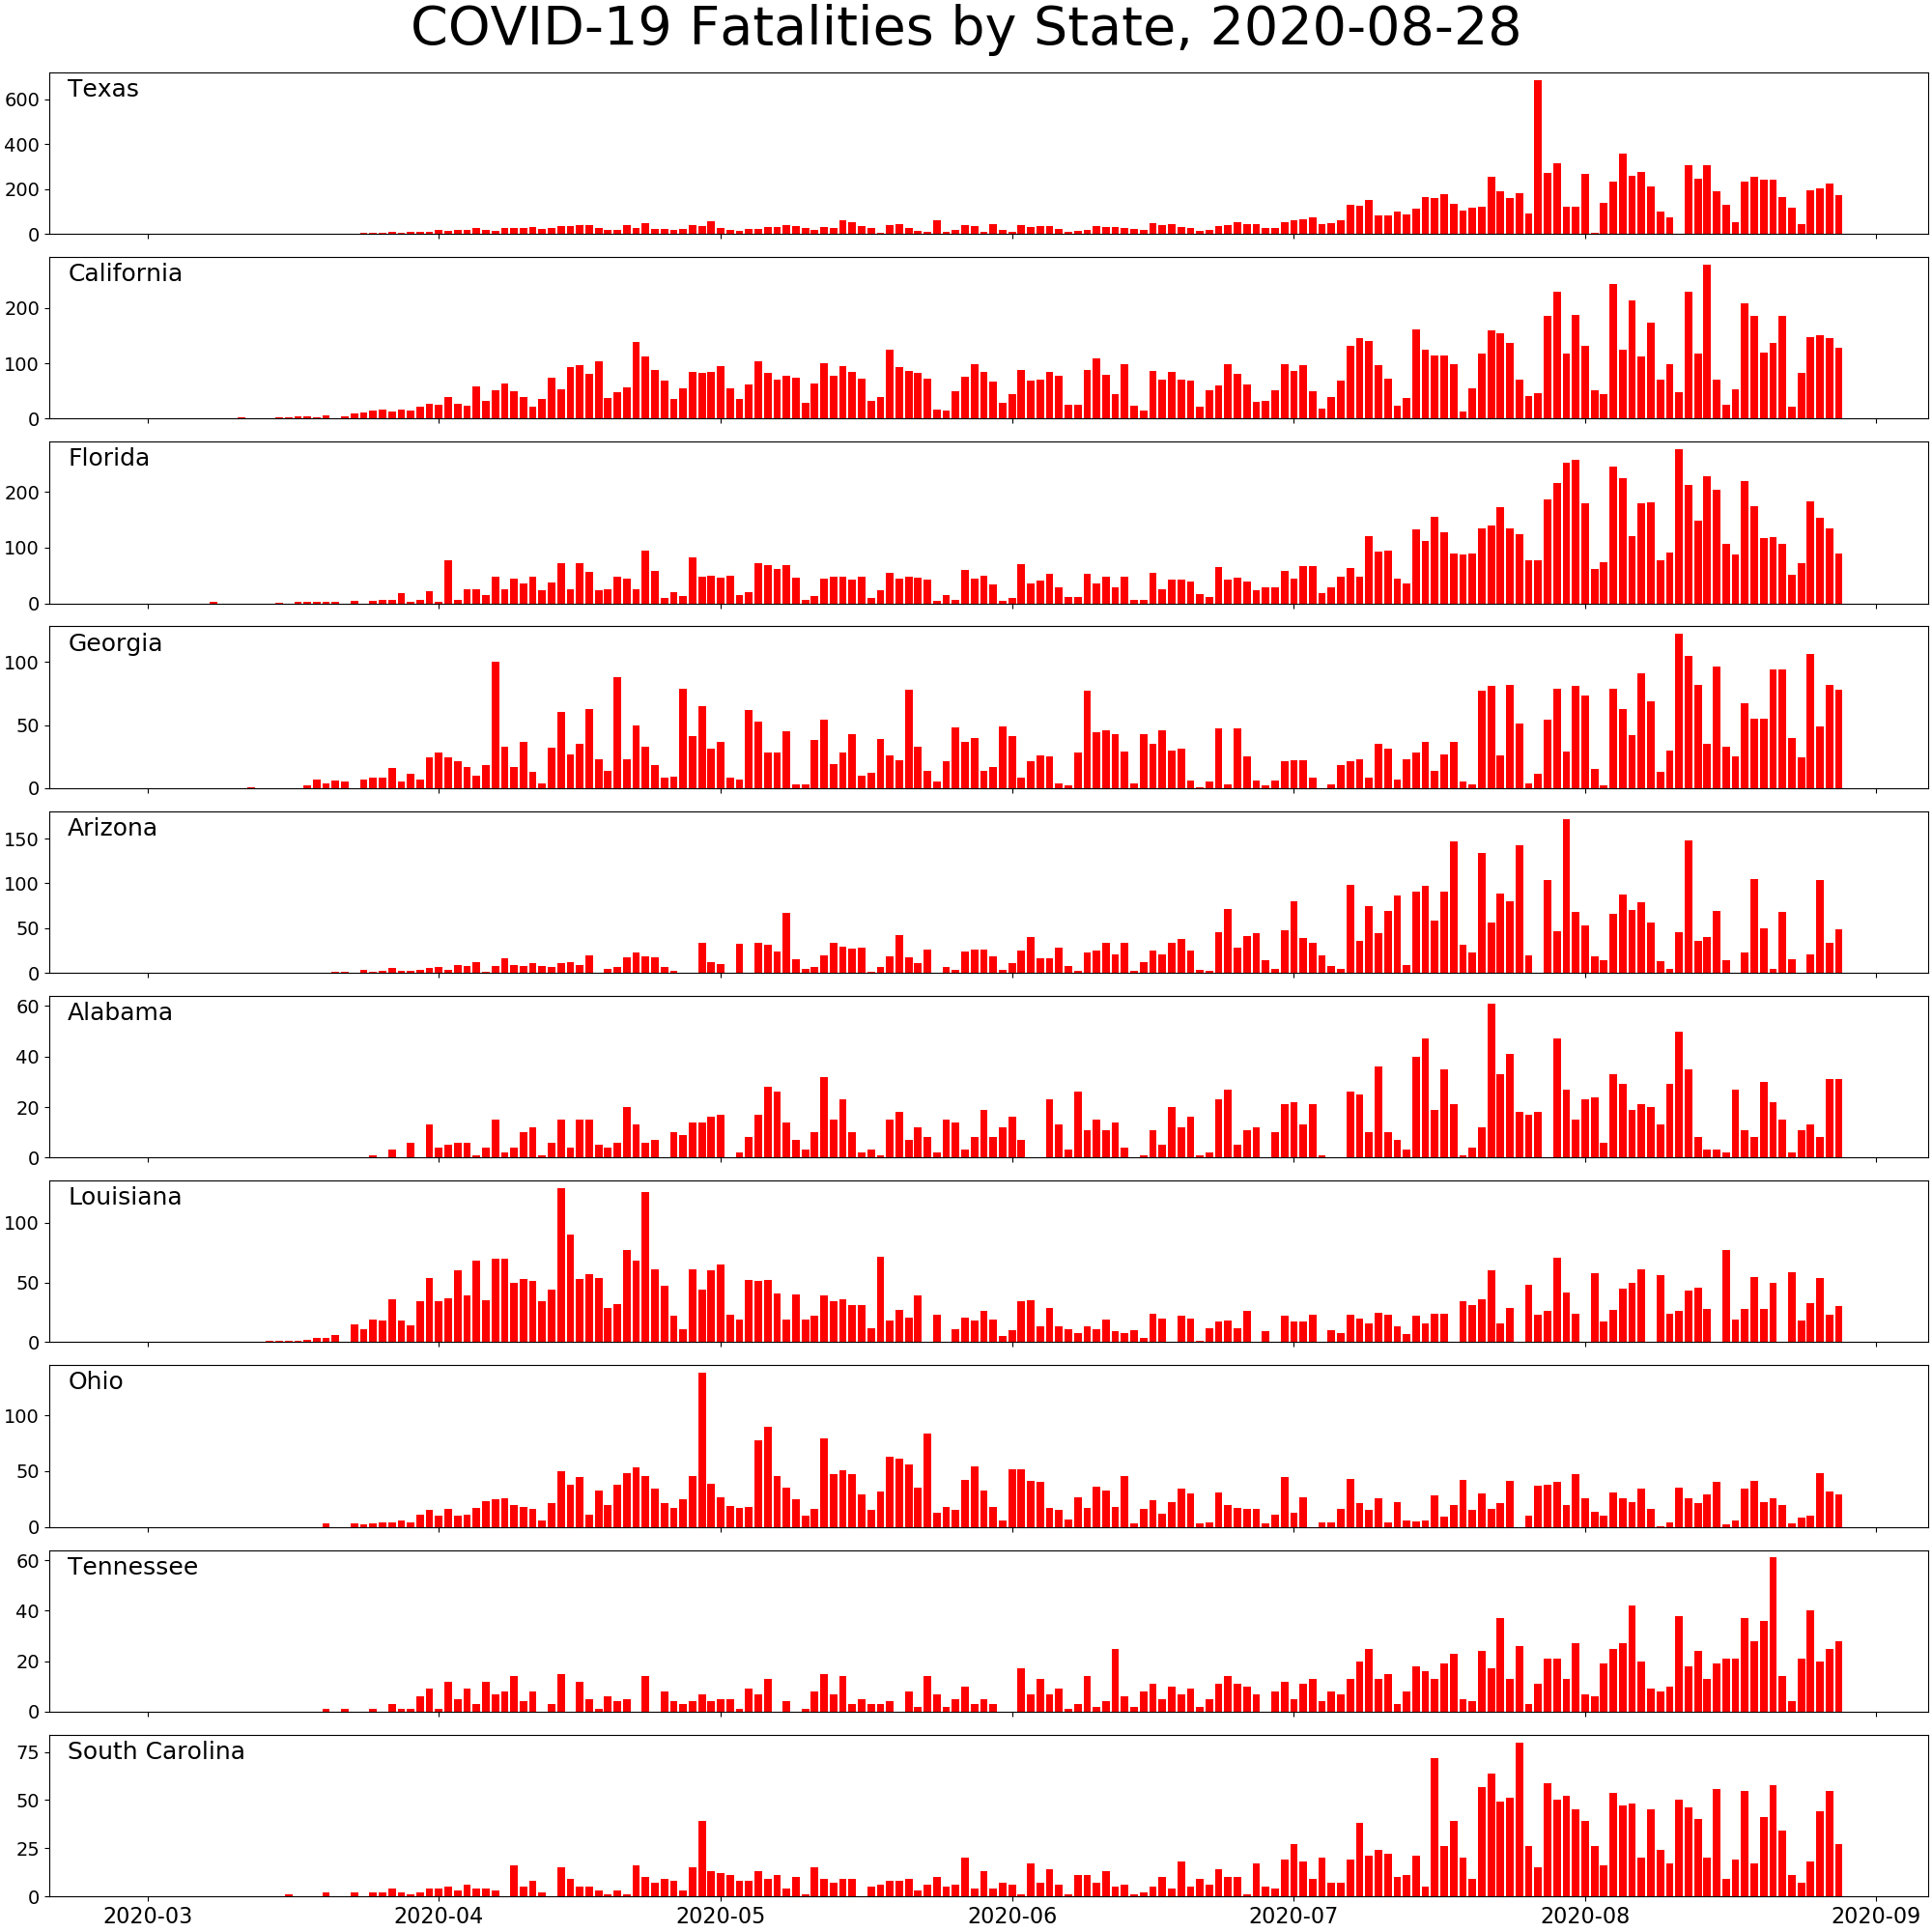 COVID-19 Fatalities by State, 2020-08-28
Texas
600
400
200
0
California
200
100
0
Florida
200
100
0
Georgia
100
50
0
Arizona
150
100
50
0
Alabama
60
40
20
0
Louisiana
100
50
0
Ohio
100
50
0
Tennessee
60
40
20
0
South Carolina
75
50
25
0
2020-03 2020-04 2020-05 2020-06 2020-07 2020-08 2020-09